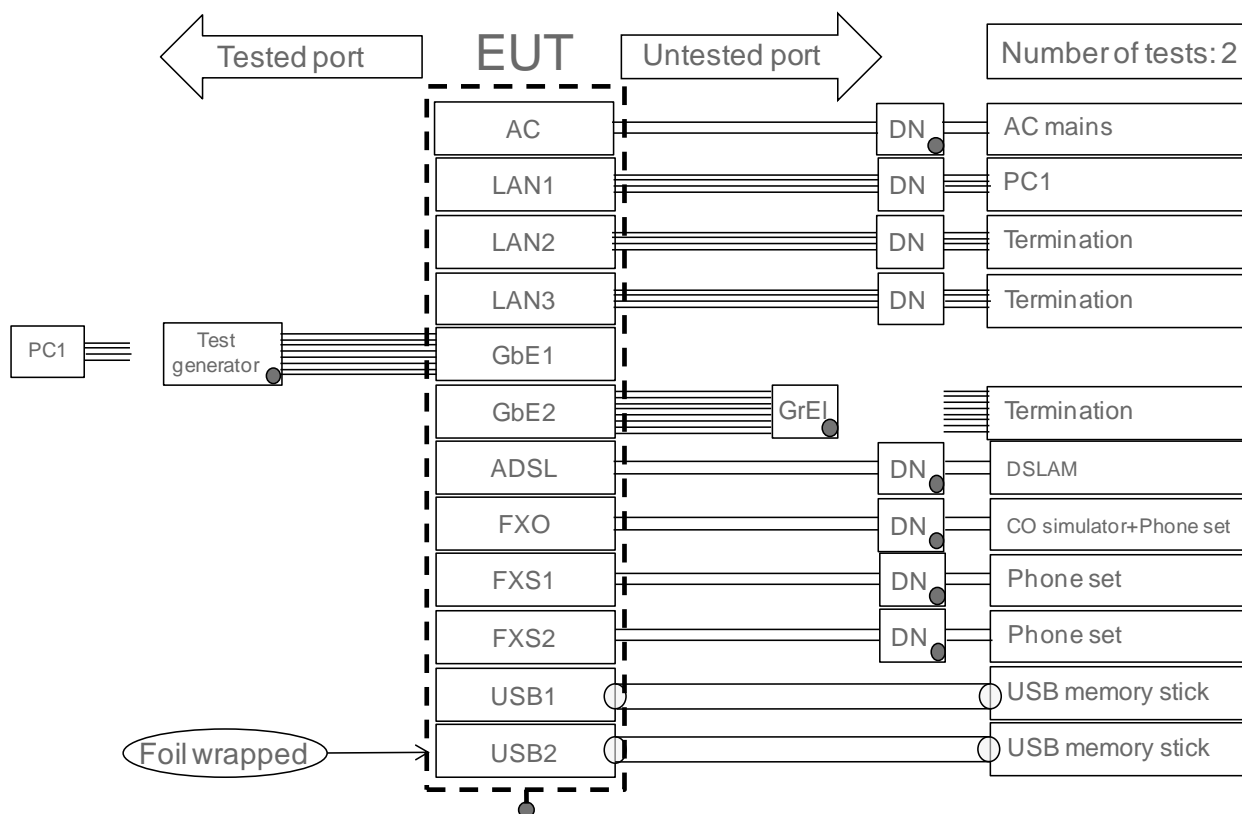 Tested port
EUT
Untested port
Number of tests: 2
AC
DN
AC mains
LAN1
DN
PC1
LAN2
DN
Termination
LAN3
DN
Termination
PC1
Test
generator
GbE1
GbE2
GrEI
Termination
ADSL
DN
DSLAM
FXO
DN
CO simulator+Phone set
FXS1
DN
Phone set
FXS2
DN
Phone set
USB1
USB memory stick
Foil wrapped
USB2
USB memory stick